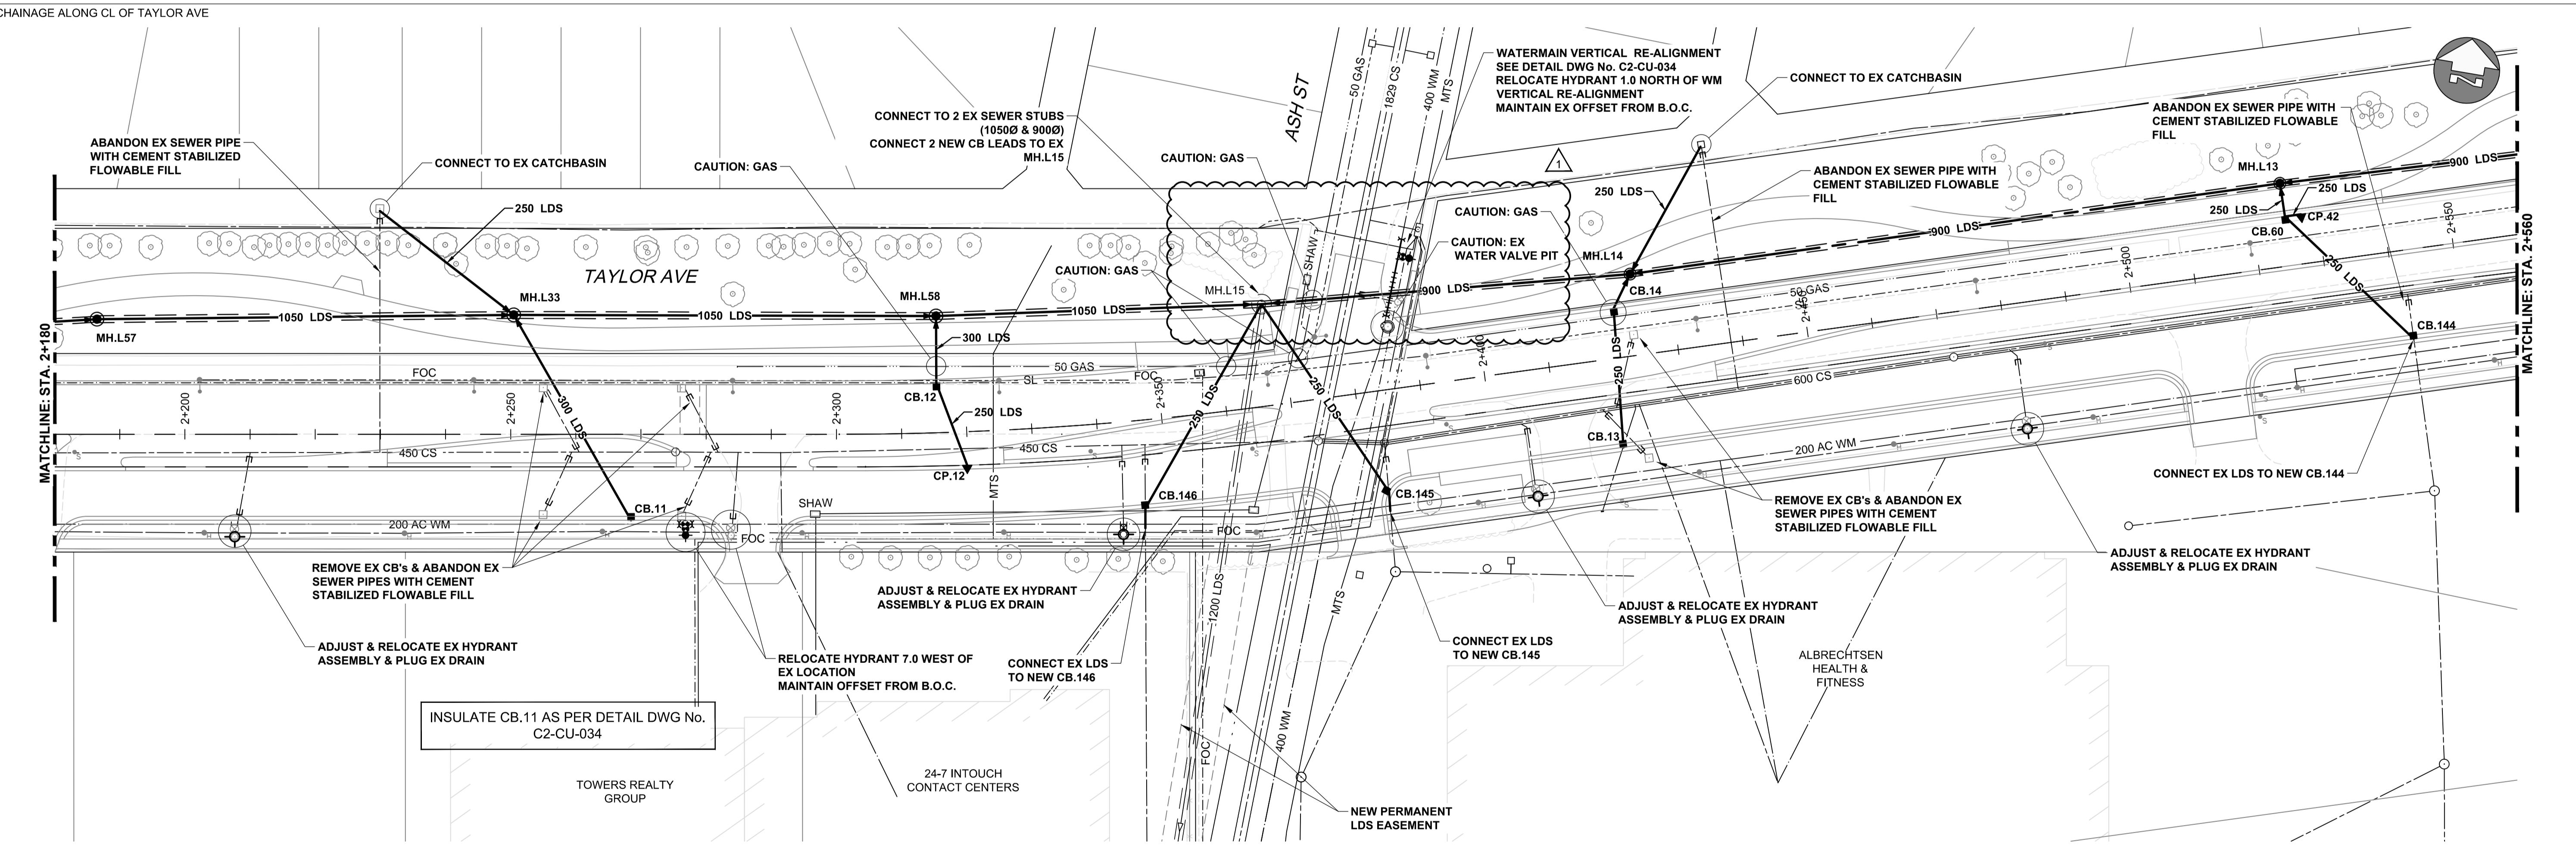 CHAINAGE ALONG CL OF TAYLOR AVE
MATCHLINE: STA. 2+180
ABANDON EX SEWER PIPE
WITH CEMENT STABILIZED
FLOWABLE FILL
CONNECT TO EX CATCHBASIN
250 LDS
CAUTION: GAS
CONNECT TO 2 EX SEWER STUBS
(1050Ø & 900Ø)
CONNECT 2 NEW CB LEADS TO EX
MH.L15
CAUTION: GAS
ASH ST
50 GAS
1829 CS
400 WM
MTS
WATERMAIN VERTICAL RE-ALIGNMENT
SEE DETAIL DWG No. C2-CU-034
RELOCATE HYDRANT 1.0 NORTH OF WM
VERTICAL RE-ALIGNMENT
MAINTAIN EX OFFSET FROM B.O.C.
CONNECT TO EX CATCHBASIN
1
ABANDON EX SEWER PIPE WITH
CEMENT STABILIZED FLOWABLE
FILL
250 LDS
ABANDON EX SEWER PIPE WITH
CEMENT STABILIZED FLOWABLE
FILL
MH.L13
900 LDS
250 LDS
250 LDS
CP.42
CB.60
2+550
MATCHLINE: STA. 2+560
TAYLOR AVE
CAUTION: GAS
SHAW
CAUTION: GAS
CAUTION: EX
WATER VALVE PIT
MH.L14
900 LDS
2+500
250 LDS
MH.L57
1050 LDS
MH.L33
1050 LDS
MH.L58
1050 LDS
MH.L15
900 LDS
CB.14
50 GAS
2+450
300 LDS
FOC
50 GAS
SL
FOC
2+400
CB.144
2+200
2+250
300 LDS
2+300
CB.12
250 LDS
2+350
250 LDS
250 LDS
250 LDS
600 CS
450 CS
CP.12
450 CS
CB.13
200 AC WM
CONNECT EX LDS TO NEW CB.144
MTS
CB.146
CB.145
REMOVE EX CB's & ABANDON EX
SEWER PIPES WITH CEMENT
STABILIZED FLOWABLE FILL
200 AC WM
CB.11
SHAW
FOC
FOC
REMOVE EX CB's & ABANDON EX
SEWER PIPES WITH CEMENT
STABILIZED FLOWABLE FILL
ADJUST & RELOCATE EX HYDRANT
ASSEMBLY & PLUG EX DRAIN
1200 LDS
MTS
ADJUST & RELOCATE EX HYDRANT
ASSEMBLY & PLUG EX DRAIN
ADJUST & RELOCATE EX HYDRANT
ASSEMBLY & PLUG EX DRAIN
ADJUST & RELOCATE EX HYDRANT
ASSEMBLY & PLUG EX DRAIN
RELOCATE HYDRANT 7.0 WEST OF
EX LOCATION
MAINTAIN OFFSET FROM B.O.C.
CONNECT EX LDS
TO NEW CB.146
CONNECT EX LDS
TO NEW CB.145
ALBRECHTSEN
HEALTH &
FITNESS
INSULATE CB.11 AS PER DETAIL DWG No.
C2-CU-034
FOC
400 WM
TOWERS REALTY
GROUP
24-7 INTOUCH
CONTACT CENTERS
NEW PERMANENT
LDS EASEMENT